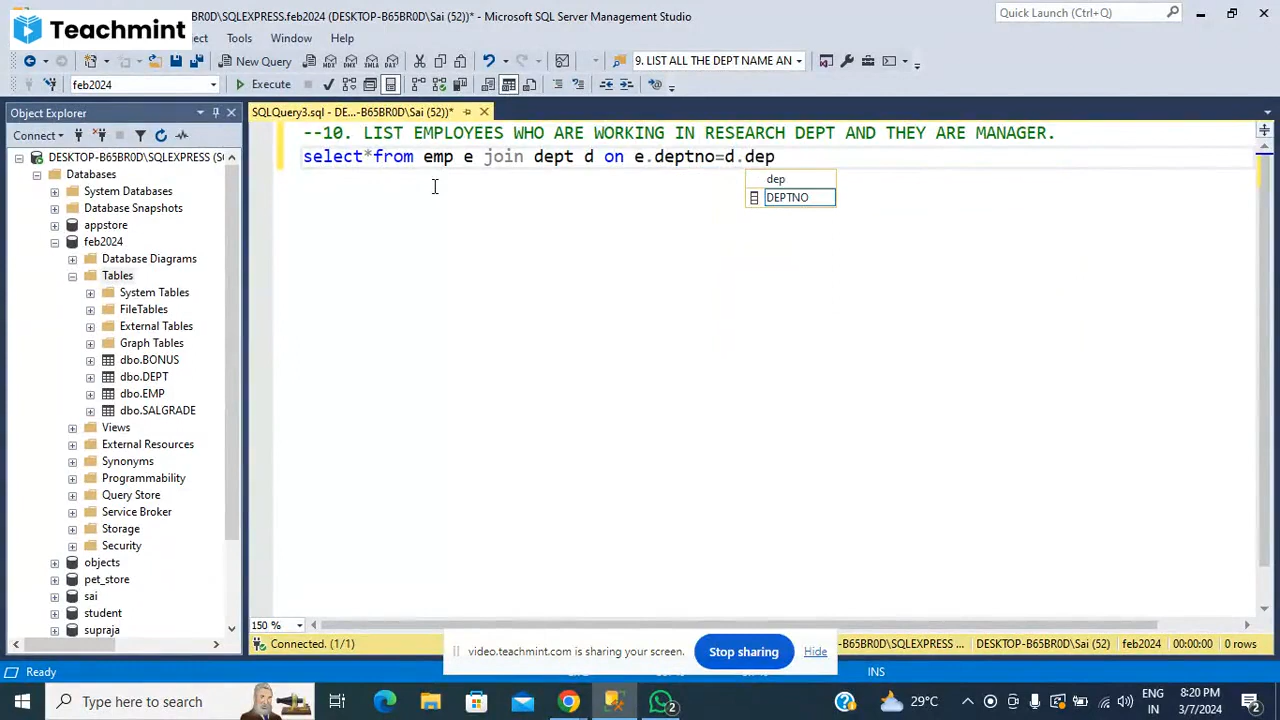 Teachmint
B65BR0D\SQLEXPRESS.feb2024 (DESKTOP-B65BR0D\Sai (52))* - Microsoft SQL Server Management Studio
Quick Launch (Ctrl+Q)
Tools Window Help
New Query
9. LIST ALL THE DEPT NAME AN
feb2024
Execute
Object Explorer
SQLQuery3.sql - DE...-B65BR0D\Sai (52))*
Connect
DESKTOP-B65BR0D\SQLEXPRESS (S(
Databases
System Databases
Database Snapshots
appstore
feb2024
Database Diagrams
Tables
System Tables
FileTables
External Tables
Graph Tables
dbo.BONUS
dbo.DEPT
dbo.EMP
dbo.SALGRADE
Views
External Resources
Synonyms
Programmability
Query Store
Service Broker
Storage
Security
objects
pet_store
sai
student
supraja
--10. LIST EMPLOYEES WHO ARE WORKING IN RESEARCH DEPT AND THEY ARE MANAGER.
select*from emp e join dept d on e.deptno=d.dep
dep
DEPTNO
150 %
Connected. (1/1)
-B65BR0D\SQLEXPRESS ... DESKTOP-B65BR0D\Sai (52) feb2024 00:00:00 0 rows
video.teachmint.com is sharing your screen. Stop sharing Hide
Ready
INS
Type here to search
2
29°C
ENG
IN
8:20 PM
3/7/2024
2